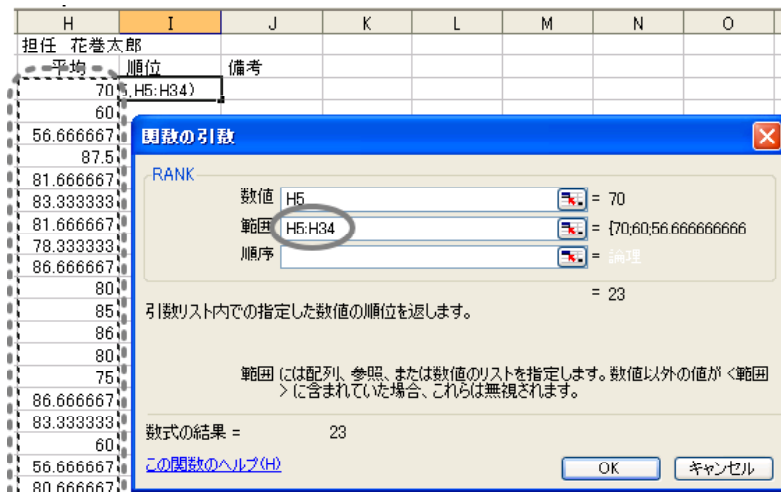 H I J K L M N O
担任 花巻太郎
平均 順位 備考
70 5,H5:H34)
60
56.666667
87.5
81.666667
83.333333
81.666667
78.333333
86.666667
80
85
86
80
75
86.666667
83.333333
60
56.666667
80.666667
関数の引数
RANK
数値 H5 = 70
範囲 H5:H34 = {70;60;56.666666666
順序 = 論理
= 23
引数リスト内での指定した数値の順位を返します。
範囲 には配列、参照、または数値のリストを指定します。数値以外の値が <範囲
> に含まれていた場合、これらは無視されます。
数式の結果 = 23
この関数のヘルプ(H) OK キャンセル